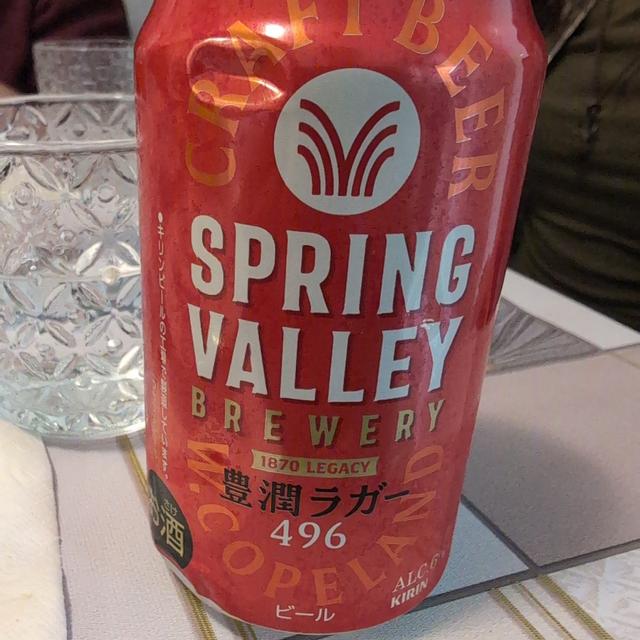 CRAFT BEER
SPRING
VALLEY
BREWERY
1870 LEGACY
豊潤ラガー
496
W.COPELAND
お酒
ALC.6
KIRIN
ビール